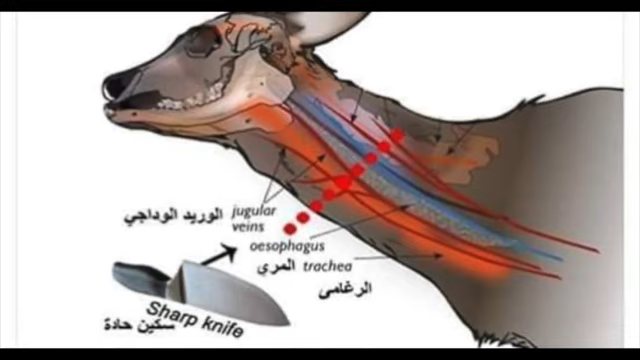 الوريد الوداجي jugular
veins
oesophagus
المري trachea
الرغامى
Sharp knife
سكين حادة